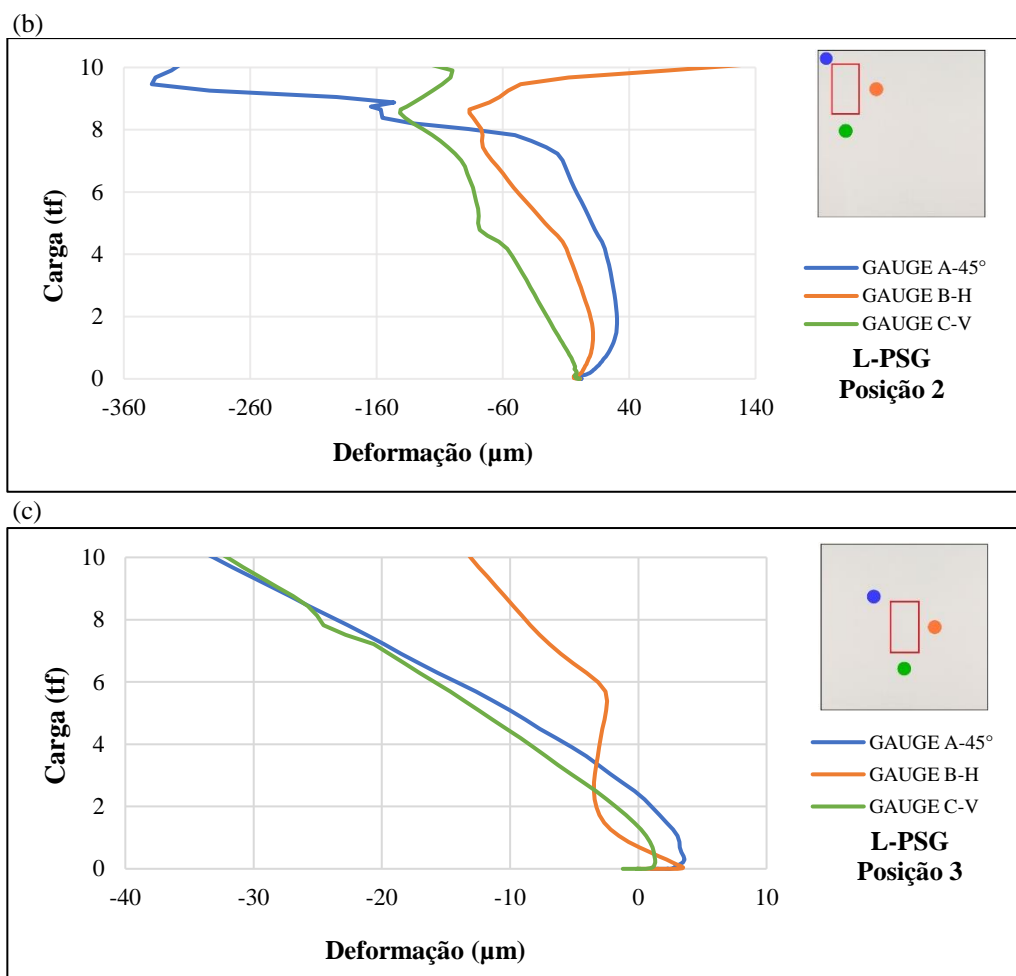 (b)
10
8
6
4
2
0
Carga (tf)
-360 -260 -160 -60 40 140
Deformação (µm)
GAUGE A-45°
GAUGE B-H
GAUGE C-V
L-PSG
Posição 2
(c)
10
8
6
4
2
0
Carga (tf)
-40 -30 -20 -10 0 10
Deformação (µm)
GAUGE A-45°
GAUGE B-H
GAUGE C-V
L-PSG
Posição 3